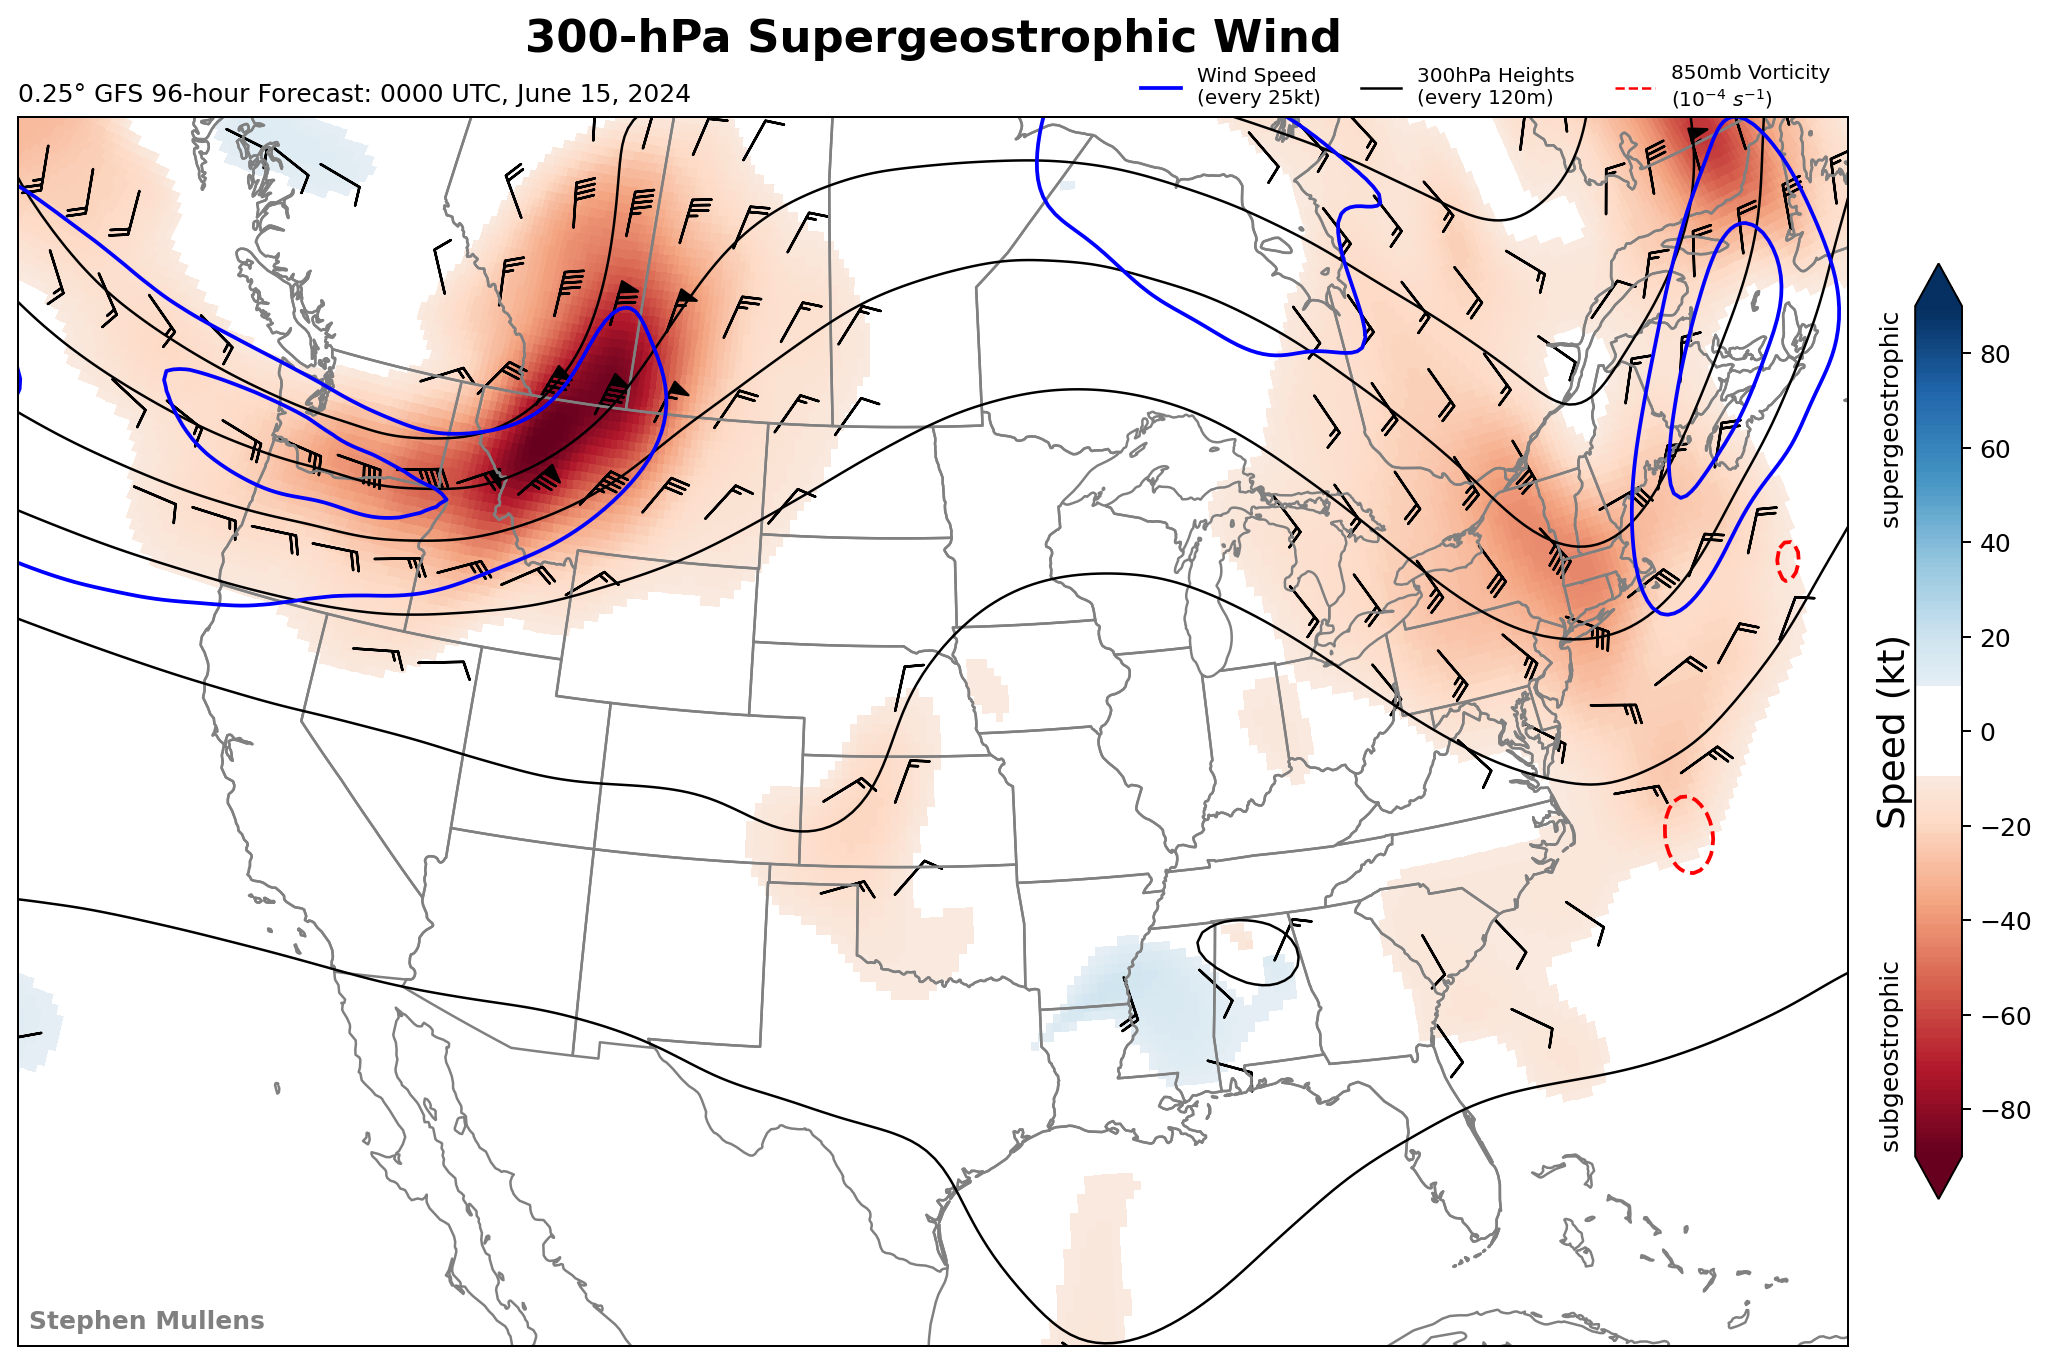 300-hPa Supergeostrophic Wind
0.25° GFS 96-hour Forecast: 0000 UTC, June 15, 2024
Wind Speed
(every 25kt)
300hPa Heights
(every 120m)
850mb Vorticity
(10⁻⁴ s⁻¹)
supergeostrophic
Speed (kt)
subgeostrophic
80
60
40
20
0
−20
−40
−60
−80
Stephen Mullens